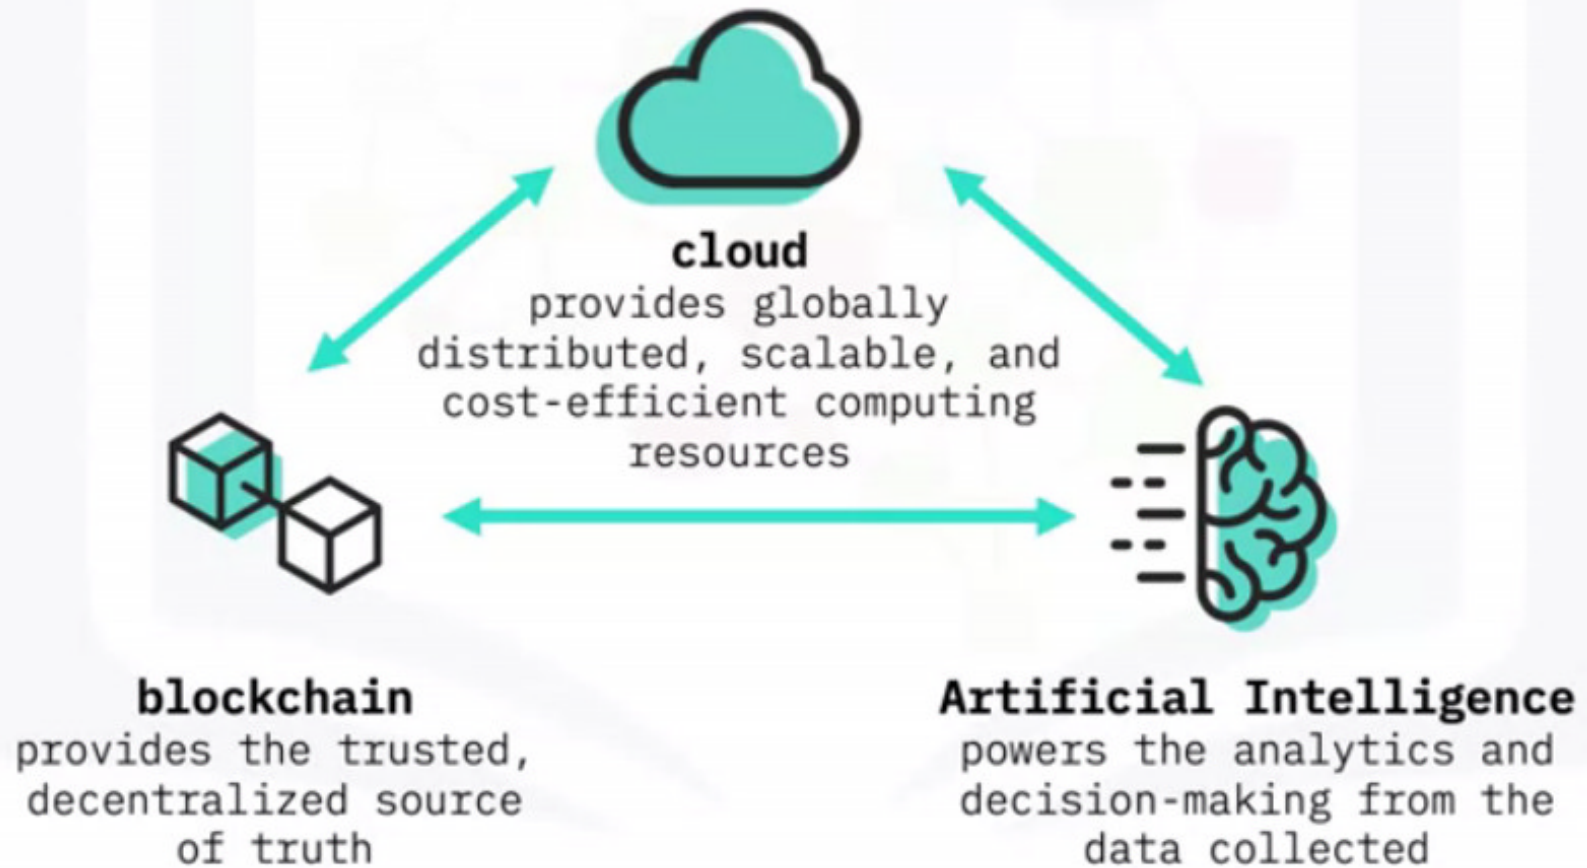 cloud
provides globally
distributed, scalable, and
cost-efficient computing
resources
blockchain
provides the trusted,
decentralized source
of truth
Artificial Intelligence
powers the analytics and
decision-making from the
data collected